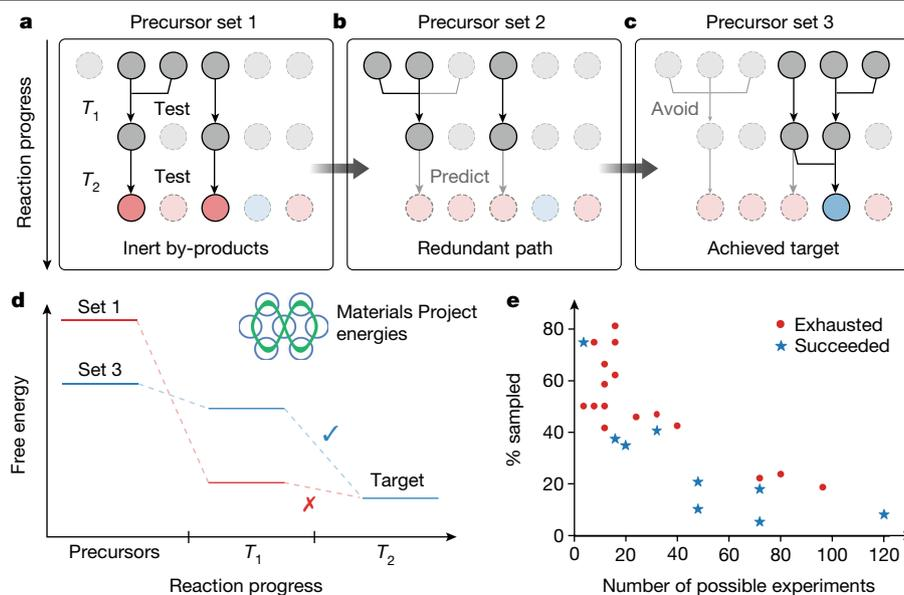 a Precursor set 1 b Precursor set 2 c Precursor set 3
Reaction progress
T1 Test
T2 Test
Inert by-products
Predict
Redundant path
Avoid
Achieved target
d
Set 1
Set 3
Materials Project
energies
✓
Target
✗
Free energy
Precursors T1 T2
Reaction progress
e
Exhausted
Succeeded
% sampled
80
60
40
20
0
0 20 40 60 80 100 120
Number of possible experiments